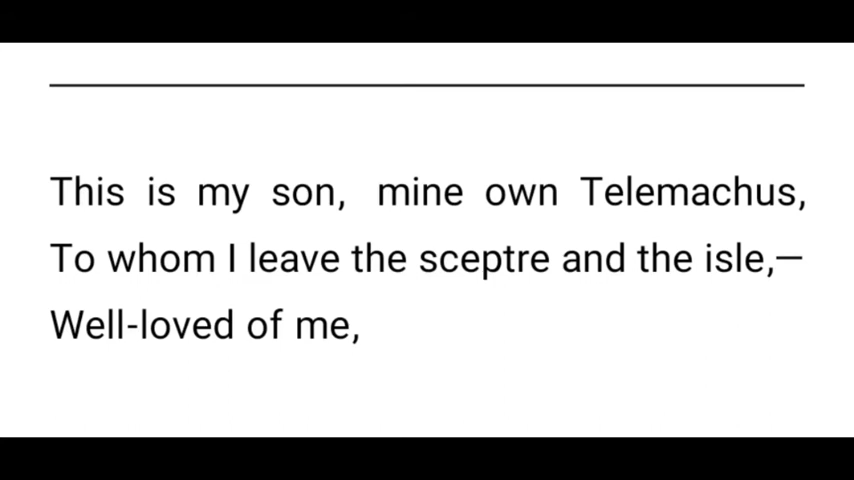 This is my son, mine own Telemachus,
To whom I leave the sceptre and the isle,—
Well-loved of me,